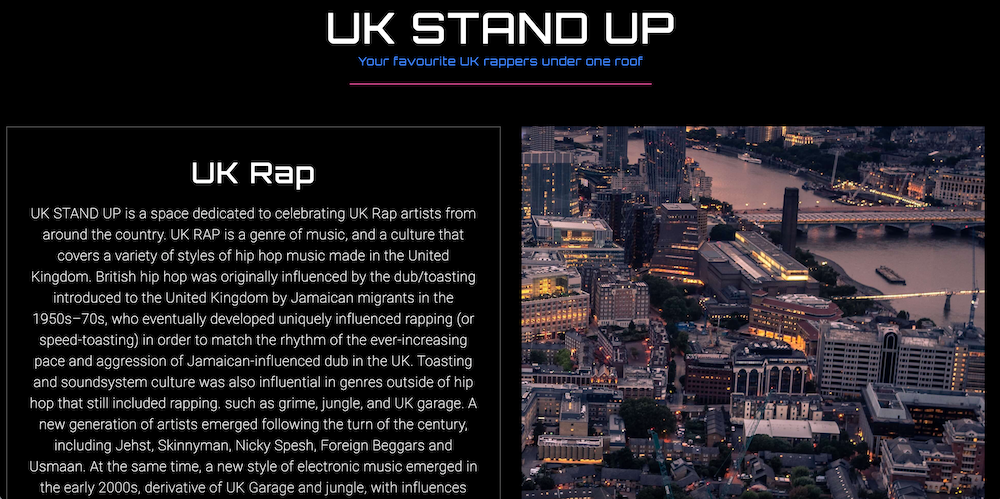 UK STAND UP
Your favourite UK rappers under one roof
UK Rap
UK STAND UP is a space dedicated to celebrating UK Rap artists from
around the country. UK RAP is a genre of music, and a culture that
covers a variety of styles of hip hop music made in the United
Kingdom. British hip hop was originally influenced by the dub/toasting
introduced to the United Kingdom by Jamaican migrants in the
1950s–70s, who eventually developed uniquely influenced rapping (or
speed-toasting) in order to match the rhythm of the ever-increasing
pace and aggression of Jamaican-influenced dub in the UK. Toasting
and soundsystem culture was also influential in genres outside of hip
hop that still included rapping. such as grime, jungle, and UK garage. A
new generation of artists emerged following the turn of the century,
including Jehst, Skinnyman, Nicky Spesh, Foreign Beggars and
Usmaan. At the same time, a new style of electronic music emerged in
the early 2000s, derivative of UK Garage and jungle, with influences